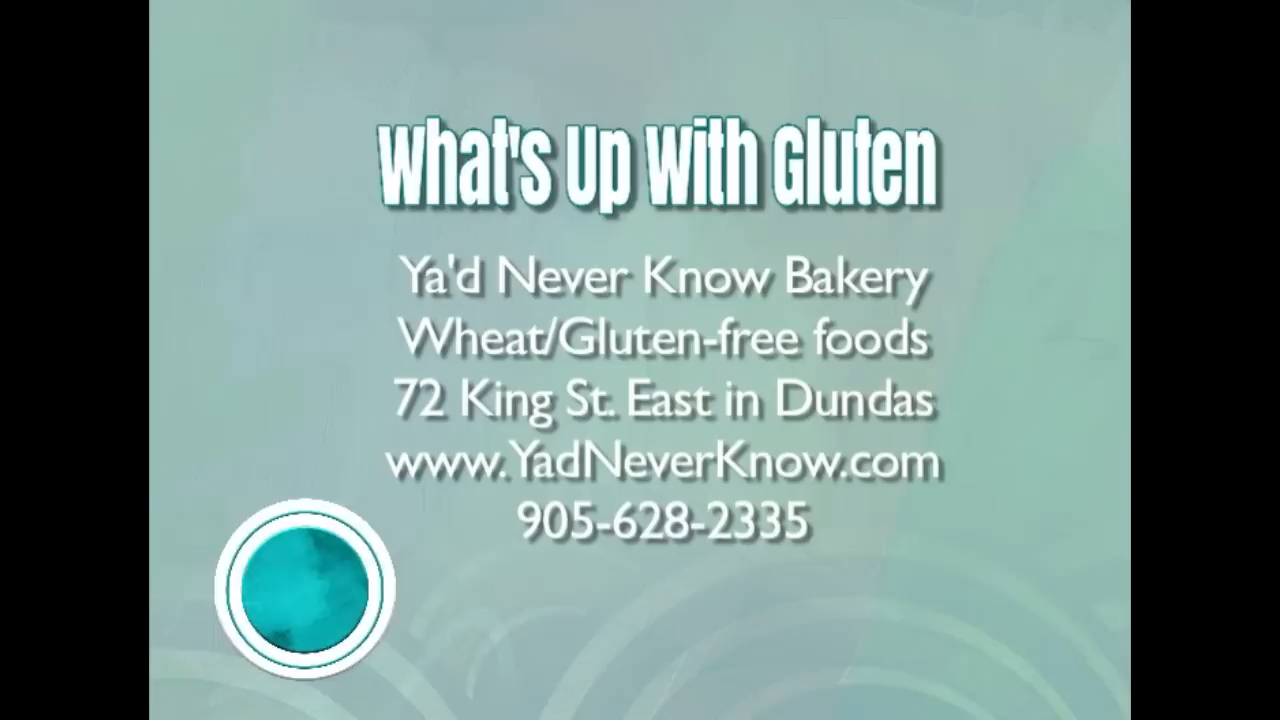 What's Up With Gluten
Ya'd Never Know Bakery
Wheat/Gluten-free foods
72 King St. East in Dundas
www.YadNeverKnow.com
905-628-2335